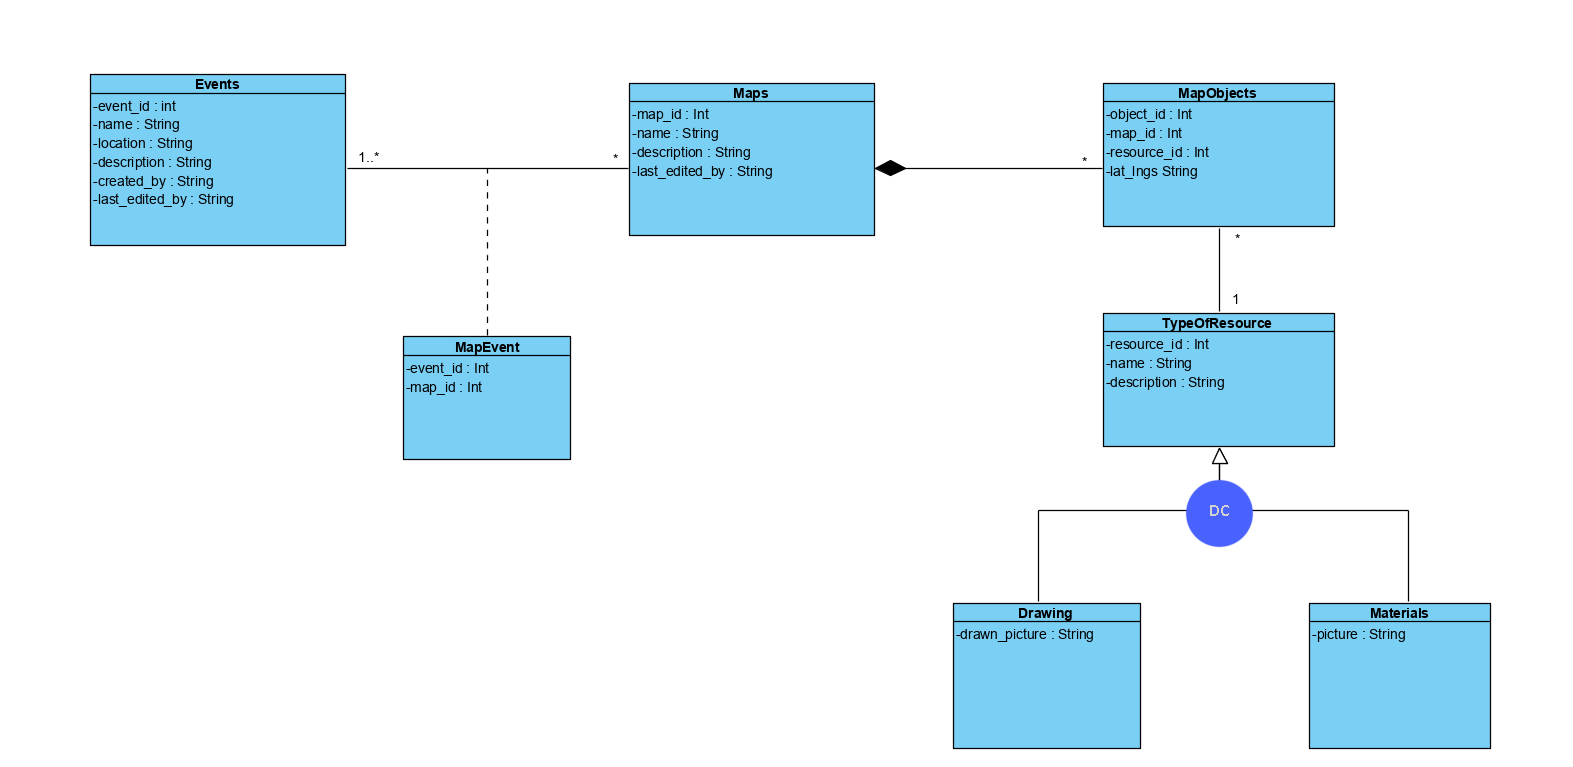 Events
-event_id : int
-name : String
-location : String
-description : String
-created_by : String
-last_edited_by : String
1..*
*
Maps
-map_id : Int
-name : String
-description : String
-last_edited_by : String
*
MapObjects
-object_id : Int
-map_id : Int
-resource_id : Int
-lat_lngs String
*
1
MapEvent
-event_id : Int
-map_id : Int
TypeOfResource
-resource_id : Int
-name : String
-description : String
DC
Drawing
-drawn_picture : String
Materials
-picture : String